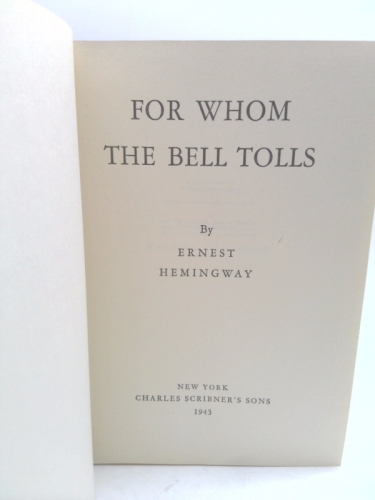 FOR WHOM
THE BELL TOLLS
By
ERNEST
HEMINGWAY
NEW YORK
CHARLES SCRIBNER'S SONS
1943